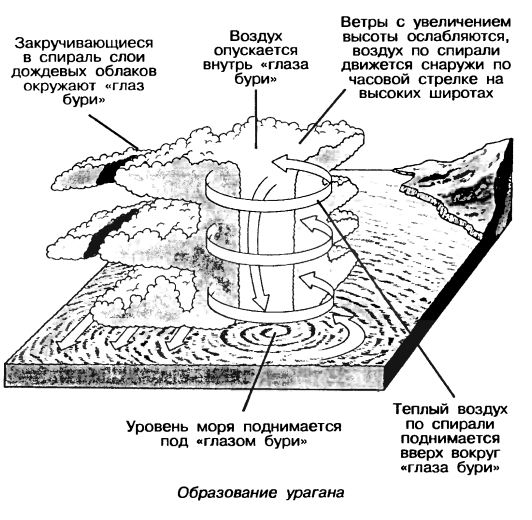 Закручивающиеся
в спираль слои
дождевых облаков
окружают «глаз
бури»
Воздух
опускается
внутрь «глаза
бури»
Ветры с увеличением
высоты ослабляются,
воздух по спирали
движется снаружи по
часовой стрелке на
высоких широтах
Уровень моря поднимается
под «глазом бури»
Теплый воздух
по спирали
поднимается
вверх вокруг
«глаза бури»
Образование урагана